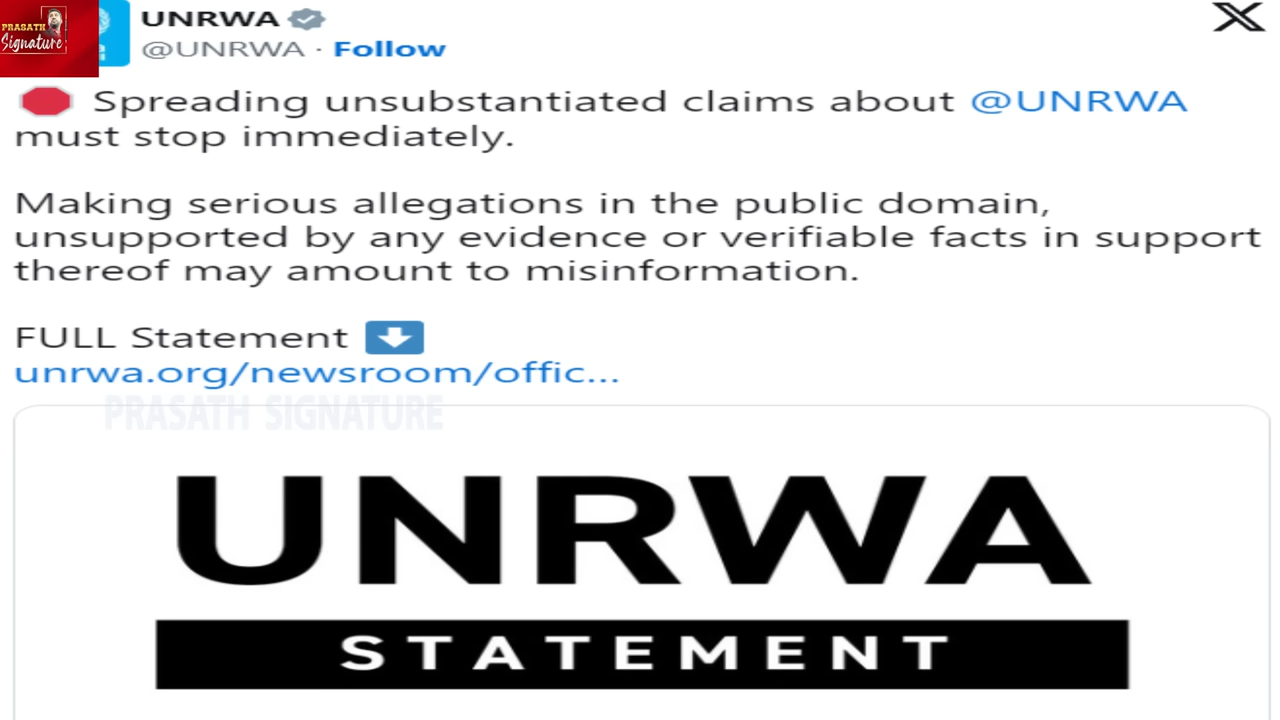 PRASATH
Signature
UNRWA
@UNRWA · Follow
Spreading unsubstantiated claims about @UNRWA
must stop immediately.
Making serious allegations in the public domain,
unsupported by any evidence or verifiable facts in support
thereof may amount to misinformation.
FULL Statement
unrwa.org/newsroom/offic...
PRASATH SIGNATURE
UNRWA
STATEMENT